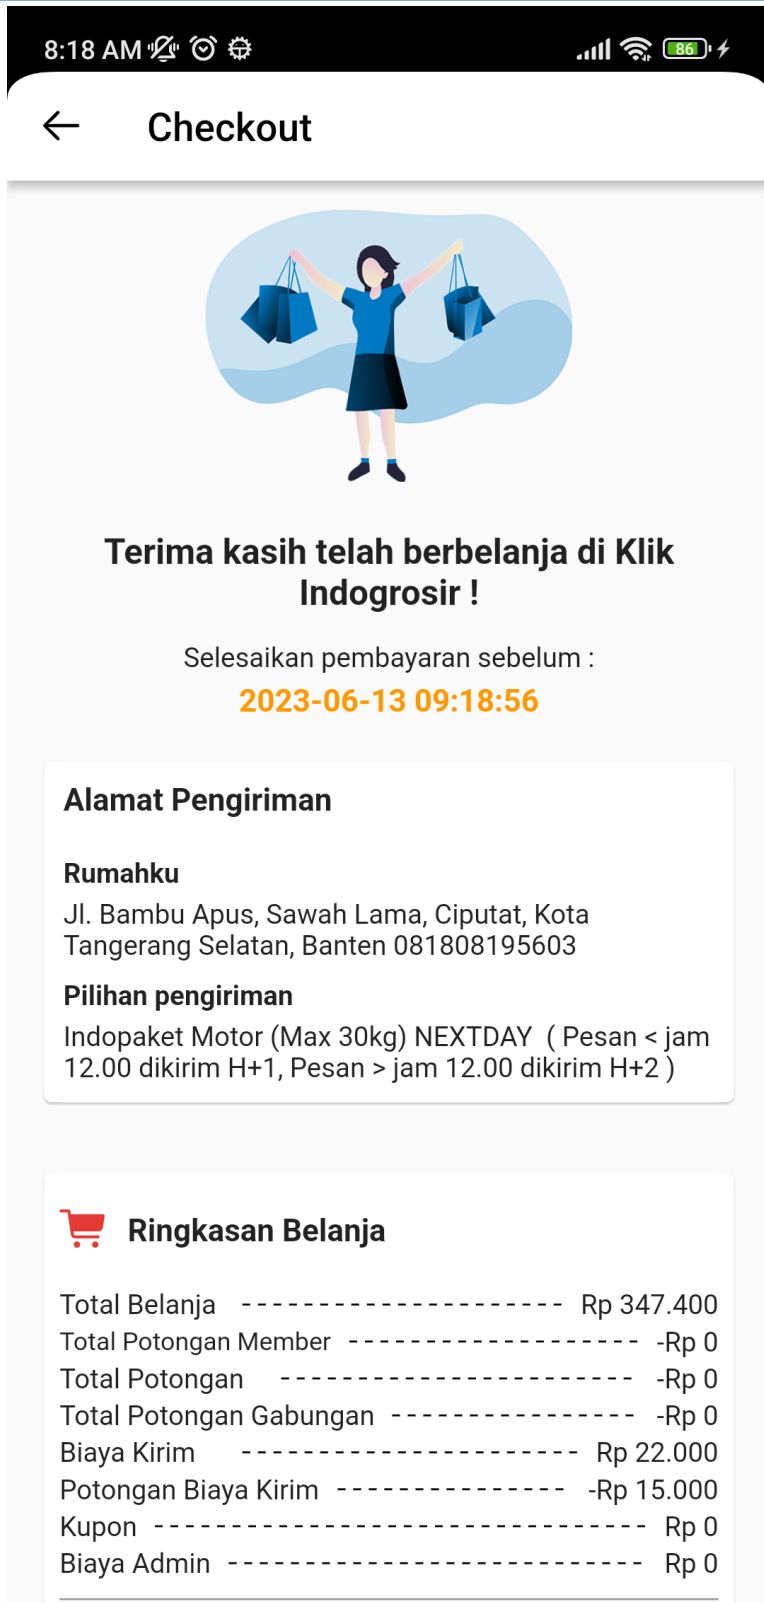 8:18 AM
86
Checkout
Terima kasih telah berbelanja di Klik
Indogrosir !
Selesaikan pembayaran sebelum :
2023-06-13 09:18:56
Alamat Pengiriman
Rumahku
Jl. Bambu Apus, Sawah Lama, Ciputat, Kota
Tangerang Selatan, Banten 081808195603
Pilihan pengiriman
Indopaket Motor (Max 30kg) NEXTDAY ( Pesan < jam
12.00 dikirim H+1, Pesan > jam 12.00 dikirim H+2 )
Ringkasan Belanja
Total Belanja --------------------- Rp 347.400
Total Potongan Member ------------------- -Rp 0
Total Potongan ----------------------- -Rp 0
Total Potongan Gabungan ---------------- -Rp 0
Biaya Kirim ---------------------- Rp 22.000
Potongan Biaya Kirim --------------- -Rp 15.000
Kupon -------------------------------- Rp 0
Biaya Admin --------------------------- Rp 0